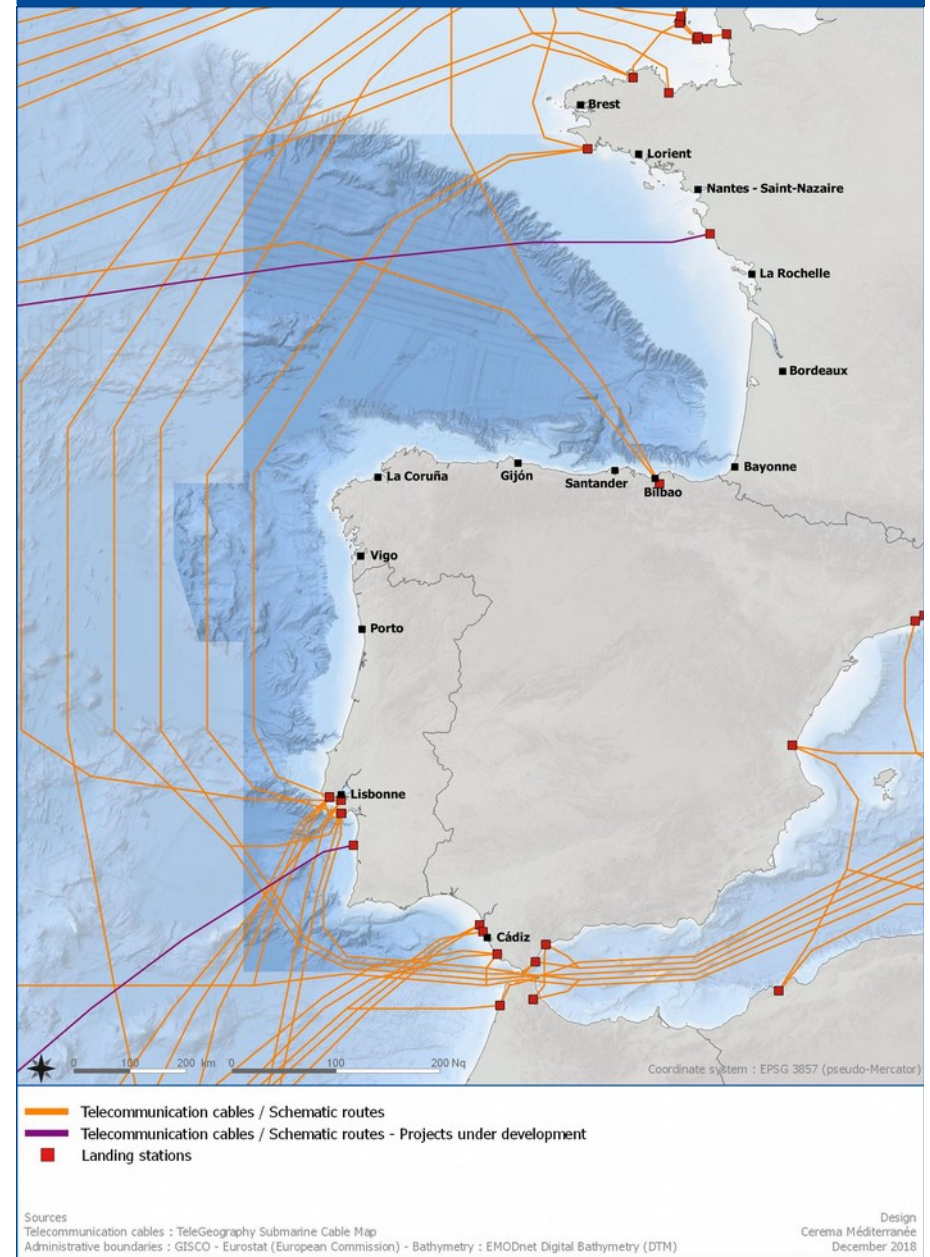 Brest
Lorient
Nantes - Saint-Nazaire
La Rochelle
Bordeaux
Bayonne
La Coruña
Gijón
Santander
Bilbao
Vigo
Porto
Lisbonne
Cádiz
0 100 200 km 0 100 200 Nq
Coordinate system : EPSG 3857 (pseudo-Mercator)
Telecommunication cables / Schematic routes
Telecommunication cables / Schematic routes - Projects under development
Landing stations
Sources
Telecommunication cables : TeleGeography Submarine Cable Map
Administrative boundaries : GISCO - Eurostat (European Commission) - Bathymetry : EMODnet Digital Bathymetry (DTM)
Design
Cerema Méditerranée
December 2018